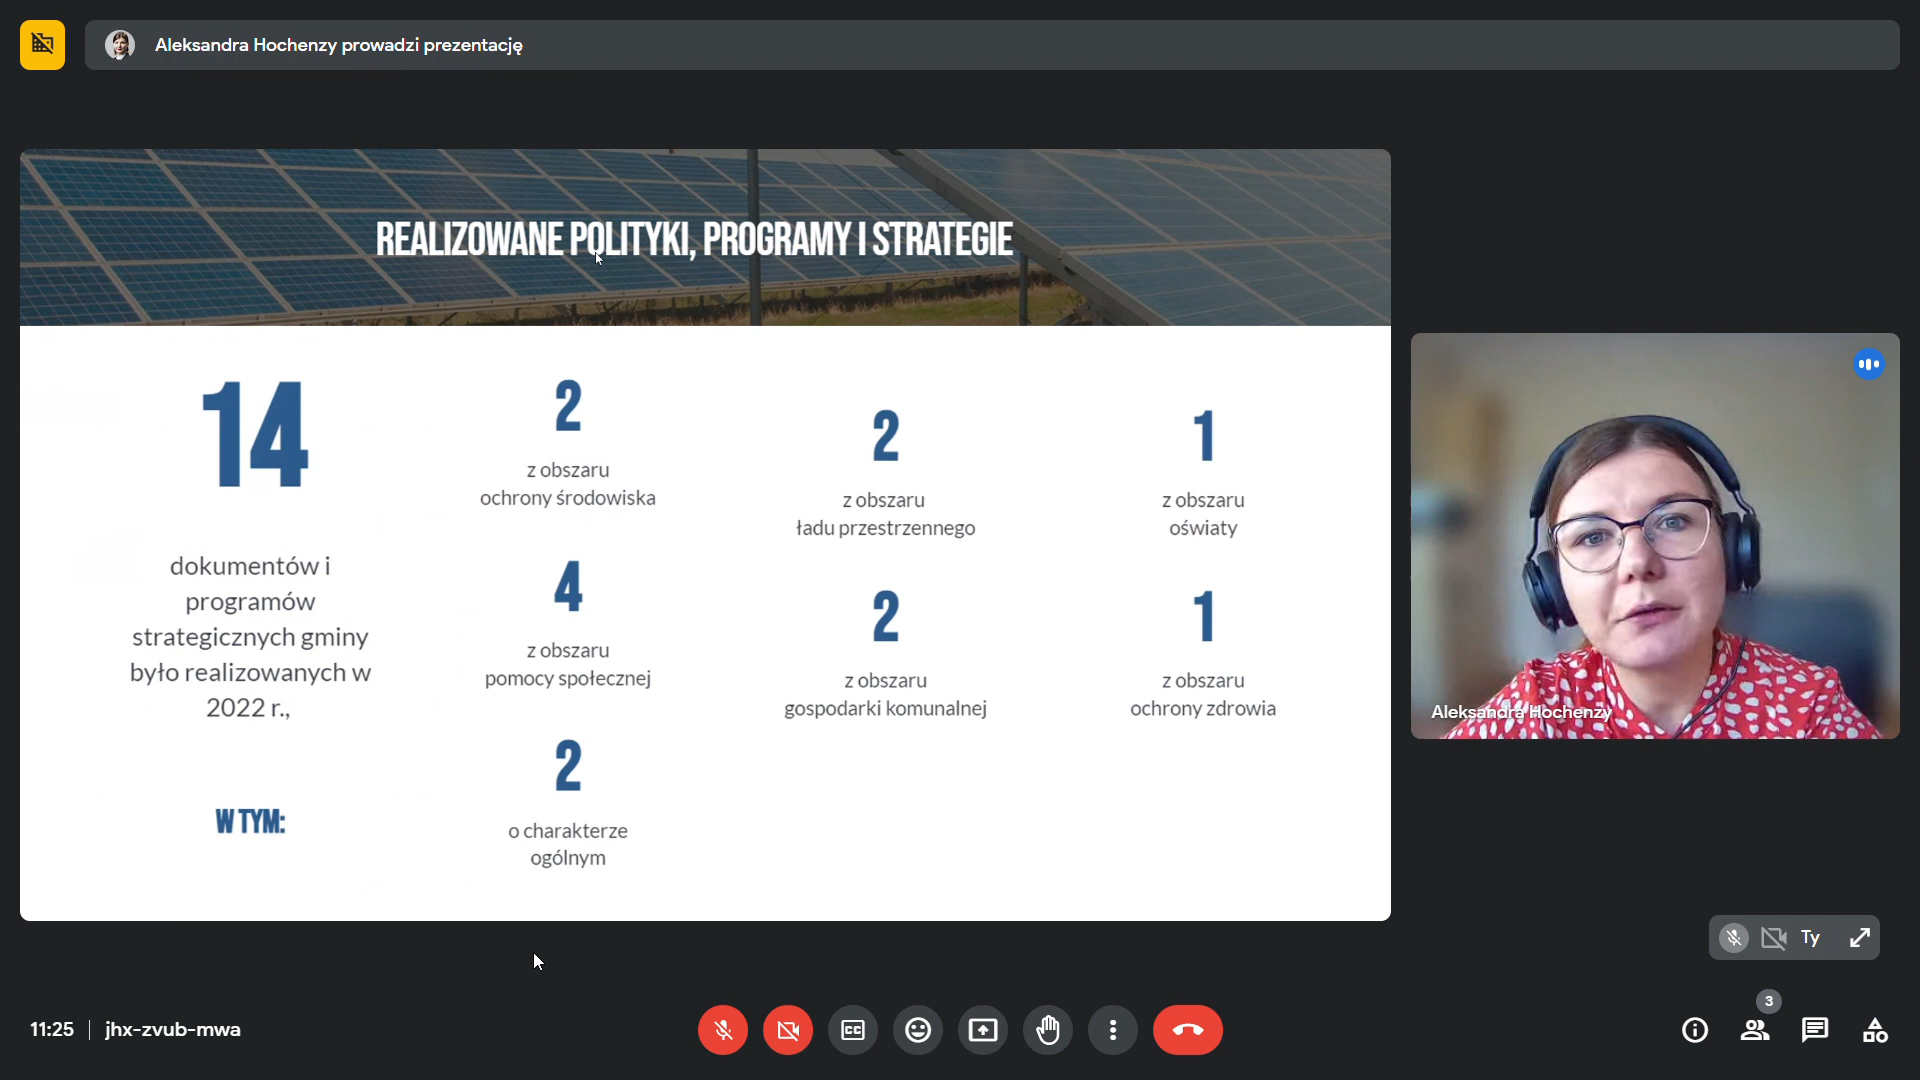 Aleksandra Hochenzy prowadzi prezentację
REALIZOWANE POLITYKI, PROGRAMY I STRATEGIE
14
dokumentów i
programów
strategicznych gminy
było realizowanych w
2022 r.,
W TYM:
2
z obszaru
ochrony środowiska
4
z obszaru
pomocy społecznej
2
o charakterze
ogólnym
2
z obszaru
ładu przestrzennego
2
z obszaru
gospodarki komunalnej
1
z obszaru
oświaty
1
z obszaru
ochrony zdrowia
Aleksandra Hochenzy
Ty
11:25 | jhx-zvub-mwa
CC
3